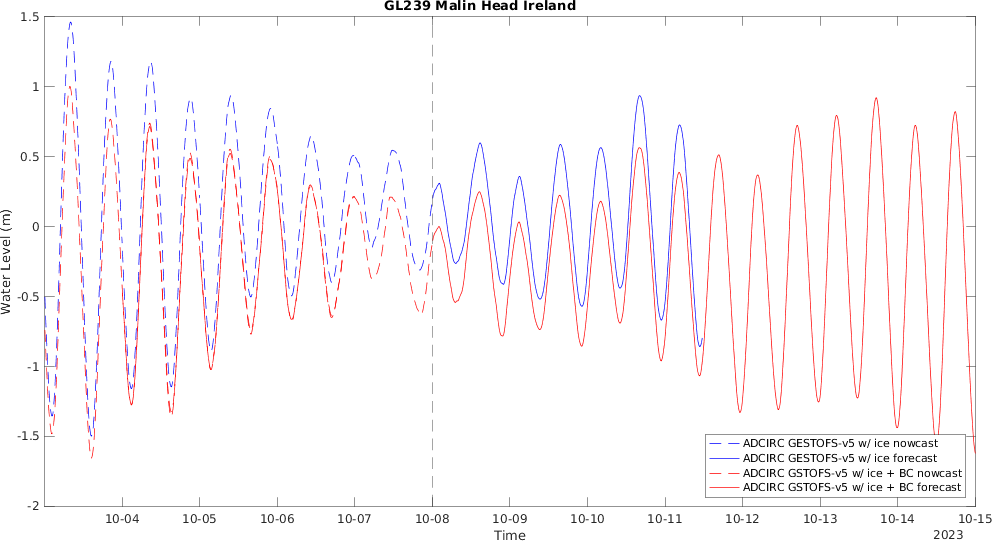 GL239 Malin Head Ireland
Water Level (m)
1.5
1
0.5
0
-0.5
-1
-1.5
-2
ADCIRC GESTOFS-v5 w/ ice nowcast
ADCIRC GESTOFS-v5 w/ ice forecast
ADCIRC GSTOFS-v5 w/ ice + BC nowcast
ADCIRC GSTOFS-v5 w/ ice + BC forecast
10-04 10-05 10-06 10-07 10-08 10-09 10-10 10-11 10-12 10-13 10-14 10-15
Time
2023